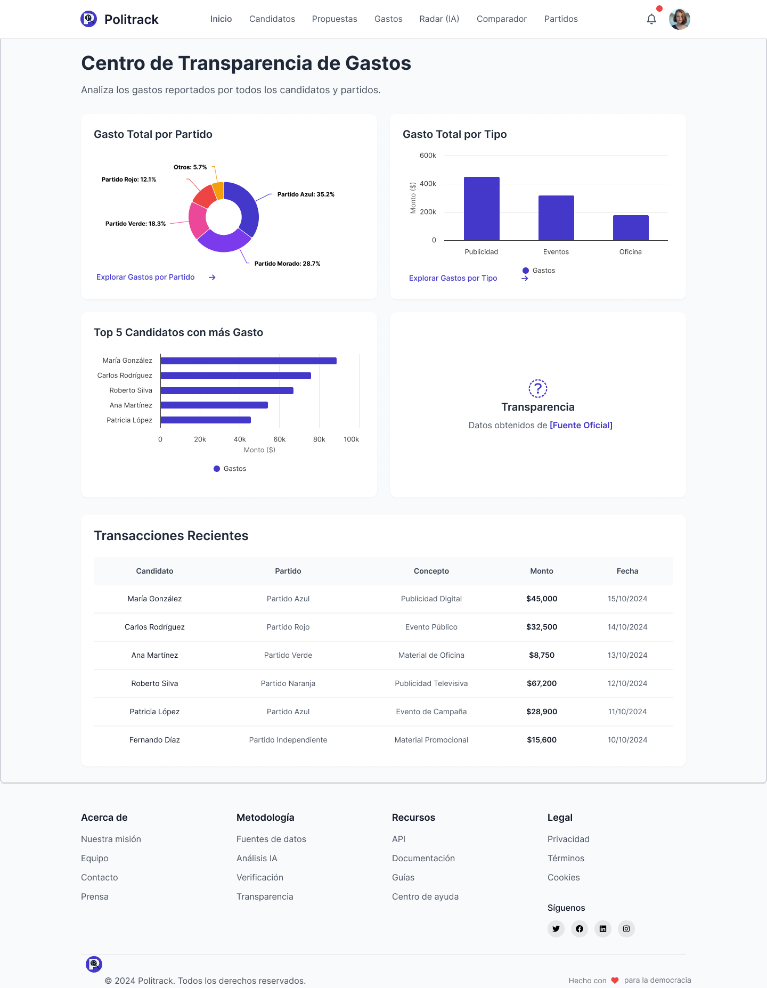 Politrack Inicio Candidatos Propuestas Gastos Radar (IA) Comparador Partidos
Centro de Transparencia de Gastos
Analiza los gastos reportados por todos los candidatos y partidos.
Gasto Total por Partido
Otros: 5.7%
Partido Rojo: 12.1%
Partido Azul: 35.2%
Partido Verde: 18.3%
Partido Morado: 28.7%
Explorar Gastos por Partido →
Gasto Total por Tipo
600k
400k
200k
0
Monto ($)
Publicidad Eventos Oficina
Gastos
Explorar Gastos por Tipo →
Top 5 Candidatos con más Gasto
María González
Carlos Rodríguez
Roberto Silva
Ana Martínez
Patricia López
0 20k 40k 60k 80k 100k
Monto ($)
Gastos
?
Transparencia
Datos obtenidos de [Fuente Oficial]
Transacciones Recientes
Candidato Partido Concepto Monto Fecha
María González Partido Azul Publicidad Digital $45,000 15/10/2024
Carlos Rodríguez Partido Rojo Evento Público $32,500 14/10/2024
Ana Martínez Partido Verde Material de Oficina $8,750 13/10/2024
Roberto Silva Partido Naranja Publicidad Televisiva $67,200 12/10/2024
Patricia López Partido Azul Evento de Campaña $28,900 11/10/2024
Fernando Díaz Partido Independiente Material Promocional $15,600 10/10/2024
Acerca de Metodología Recursos Legal
Nuestra misión Fuentes de datos API Privacidad
Equipo Análisis IA Documentación Términos
Contacto Verificación Guías Cookies
Prensa Transparencia Centro de ayuda
Síguenos
© 2024 Politrack. Todos los derechos reservados.
Hecho con ❤ para la democracia